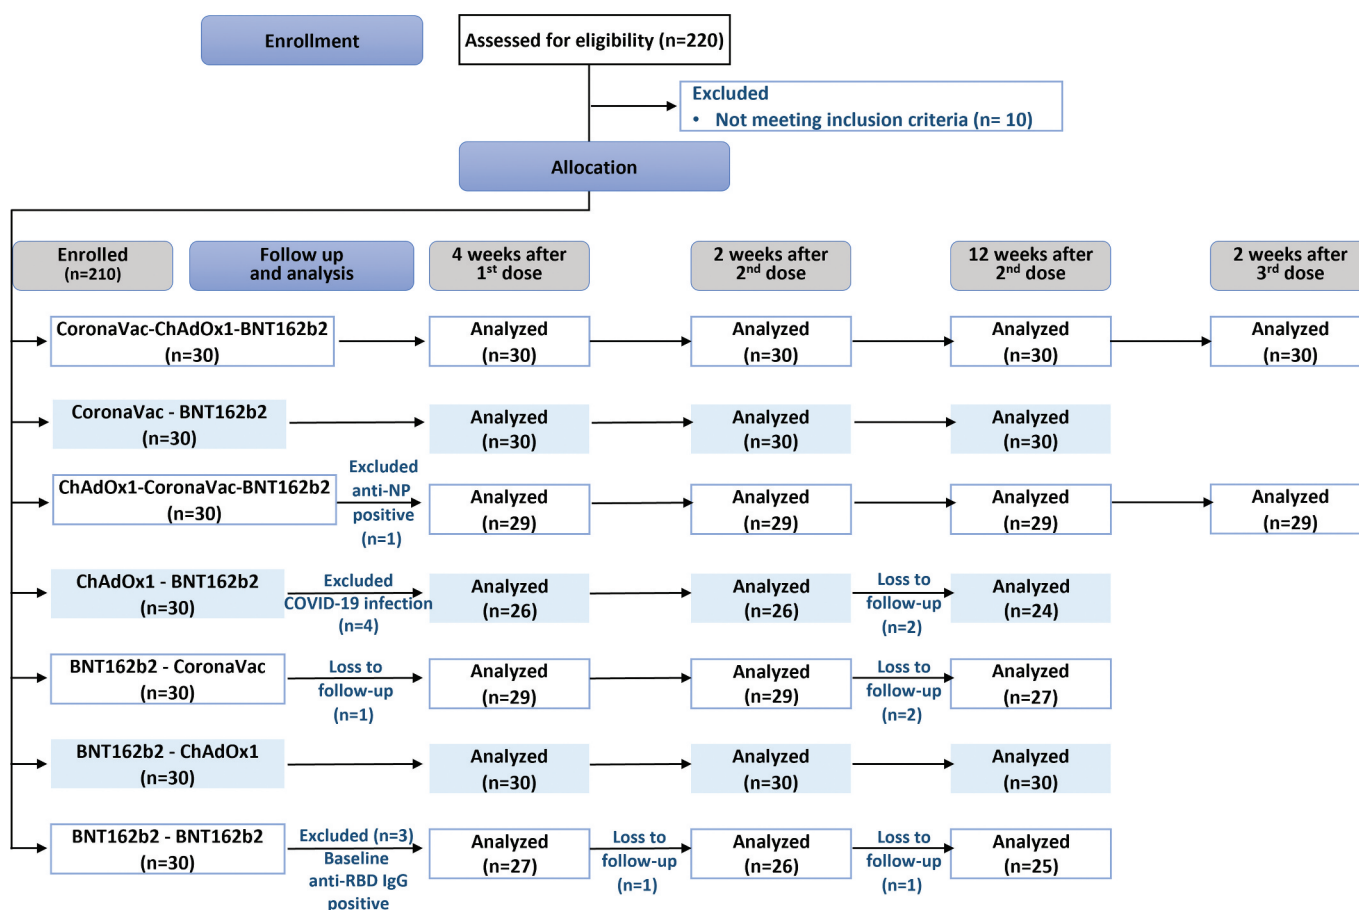 Enrollment
Assessed for eligibility (n=220)
Excluded
• Not meeting inclusion criteria (n= 10)
Allocation
Enrolled
(n=210)
Follow up
and analysis
4 weeks after
1st dose
2 weeks after
2nd dose
12 weeks after
2nd dose
2 weeks after
3rd dose
CoronaVac-ChAdOx1-BNT162b2
(n=30)
Analyzed
(n=30)
Analyzed
(n=30)
Analyzed
(n=30)
Analyzed
(n=30)
CoronaVac - BNT162b2
(n=30)
Analyzed
(n=30)
Analyzed
(n=30)
Analyzed
(n=30)
ChAdOx1-CoronaVac-BNT162b2
(n=30)
Excluded
anti-NP
positive
(n=1)
Analyzed
(n=29)
Analyzed
(n=29)
Analyzed
(n=29)
Analyzed
(n=29)
ChAdOx1 - BNT162b2
(n=30)
Excluded
COVID-19 infection
(n=4)
Analyzed
(n=26)
Analyzed
(n=26)
Loss to
follow-up
(n=2)
Analyzed
(n=24)
BNT162b2 - CoronaVac
(n=30)
Loss to
follow-up
(n=1)
Analyzed
(n=29)
Analyzed
(n=29)
Loss to
follow-up
(n=2)
Analyzed
(n=27)
BNT162b2 - ChAdOx1
(n=30)
Analyzed
(n=30)
Analyzed
(n=30)
Analyzed
(n=30)
BNT162b2 - BNT162b2
(n=30)
Excluded (n=3)
Baseline
anti-RBD IgG
positive
Analyzed
(n=27)
Loss to
follow-up
(n=1)
Analyzed
(n=26)
Loss to
follow-up
(n=1)
Analyzed
(n=25)